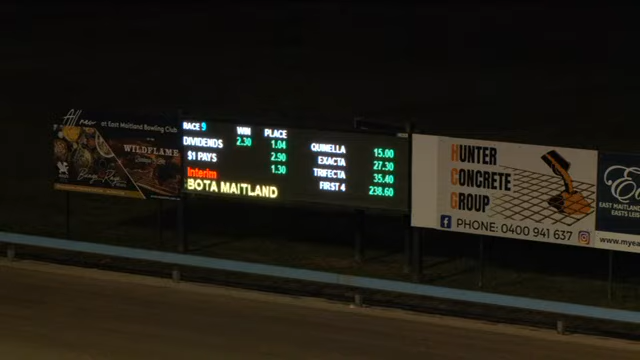 All new at East Maitland Bowling Club
WILDFLAME
RACE 9 WIN PLACE
DIVIDENDS 2.30 1.04 QUINELLA 15.00
$1 PAYS 2.90 EXACTA 27.30
Interim 1.30 TRIFECTA 35.40
BOTA MAITLAND FIRST 4 238.60
HUNTER
CONCRETE
GROUP
PHONE: 0400 941 637
EAST MAITLAND
www.myea